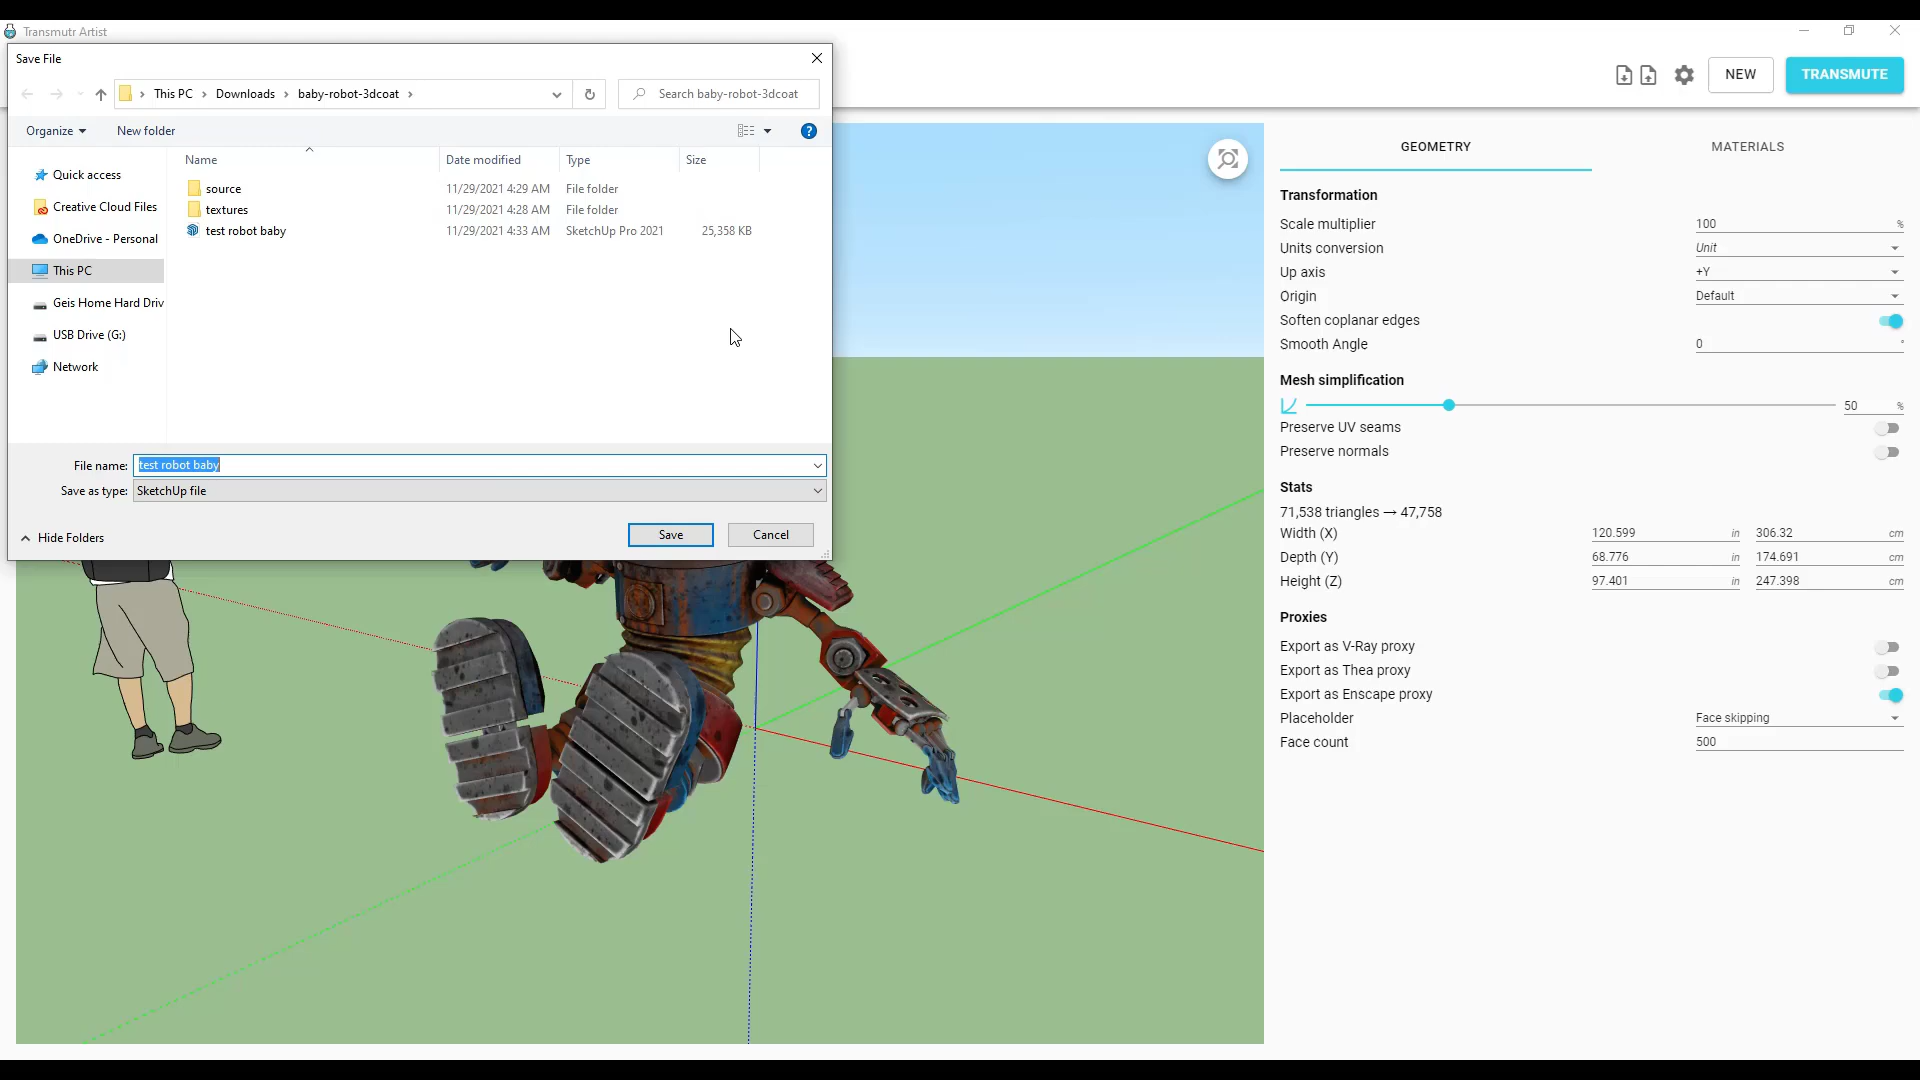 Transmutr Artist
Save File
This PC > Downloads > baby-robot-3dcoat >
Search baby-robot-3dcoat
NEW
TRANSMUTE
Organize
New folder
?
Name
Date modified
Type
Size
Quick access
Creative Cloud Files
OneDrive - Personal
This PC
Geis Home Hard Driv
USB Drive (G:)
Network
source 11/29/2021 4:29 AM File folder
textures 11/29/2021 4:28 AM File folder
test robot baby 11/29/2021 4:33 AM SketchUp Pro 2021 25,358 KB
File name: test robot baby
Save as type: SketchUp file
Hide Folders
Save
Cancel
GEOMETRY
MATERIALS
Transformation
Scale multiplier 100 %
Units conversion Unit
Up axis +Y
Origin Default
Soften coplanar edges
Smooth Angle 0 °
Mesh simplification
50 %
Preserve UV seams
Preserve normals
Stats
71,538 triangles → 47,758
Width (X) 120.599 in 306.32 cm
Depth (Y) 68.776 in 174.691 cm
Height (Z) 97.401 in 247.398 cm
Proxies
Export as V-Ray proxy
Export as Thea proxy
Export as Enscape proxy
Placeholder Face skipping
Face count 500